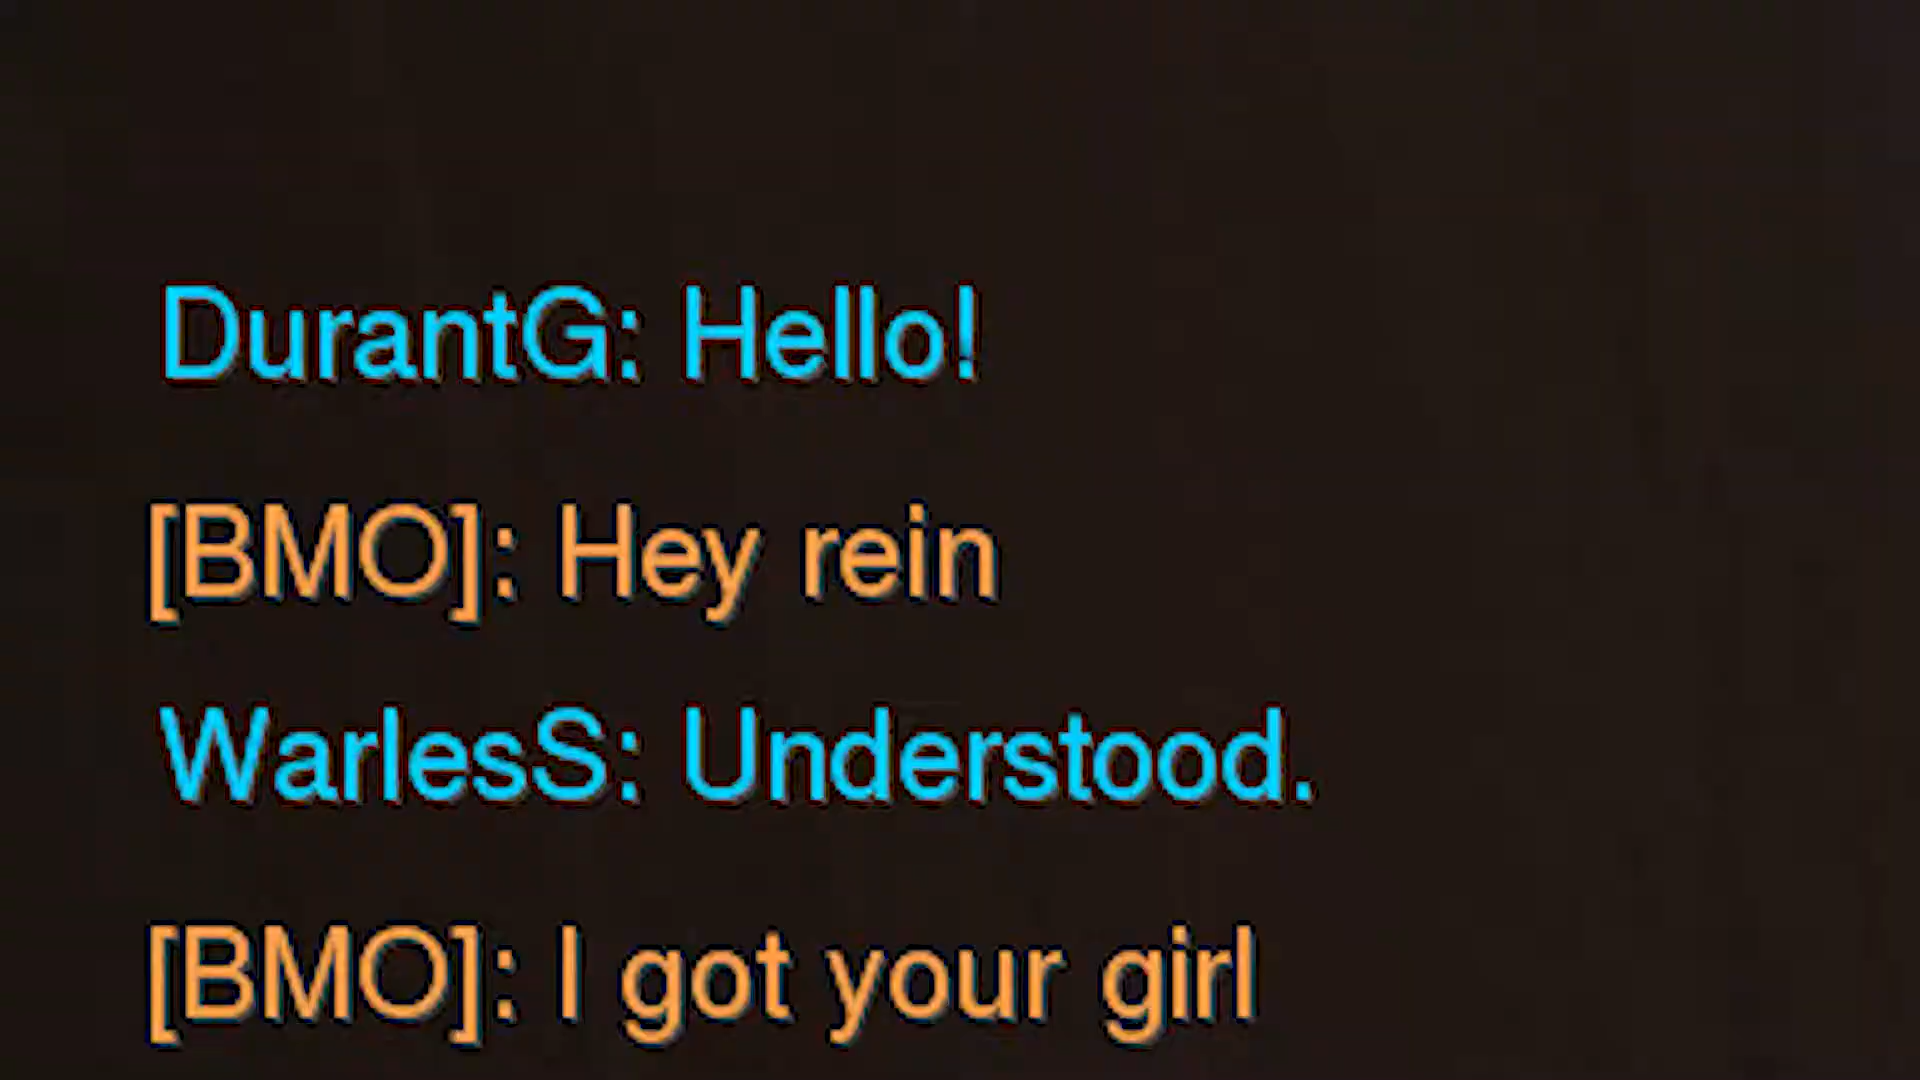 DurantG: Hello!
[BMO]: Hey rein
WarlesS: Understood.
[BMO]: I got your girl